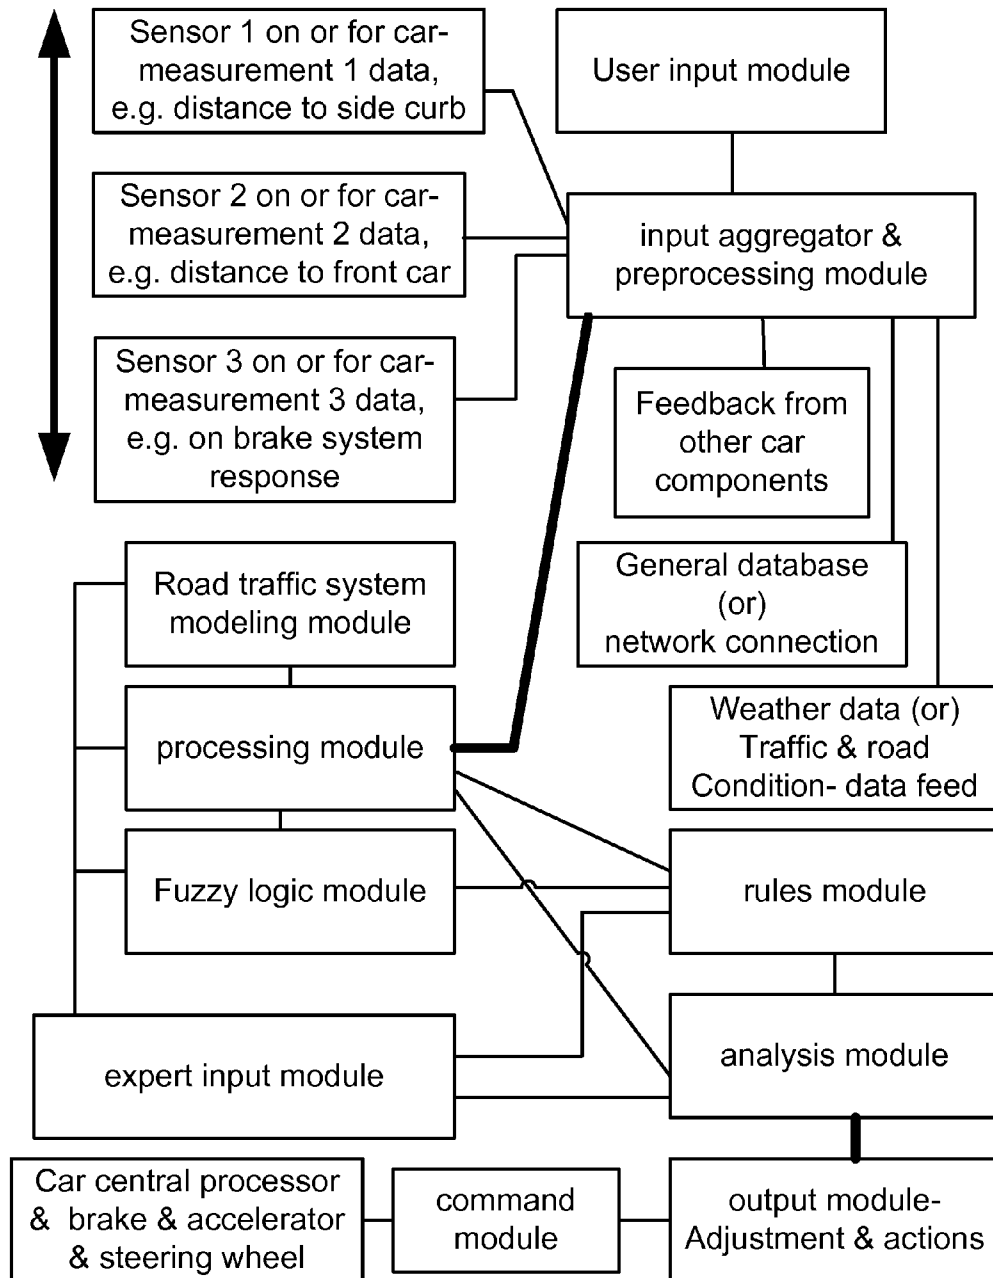 Sensor 1 on or for car-
measurement 1 data,
e.g. distance to side curb
User input module
Sensor 2 on or for car-
measurement 2 data,
e.g. distance to front car
input aggregator &
preprocessing module
Sensor 3 on or for car-
measurement 3 data,
e.g. on brake system
response
Feedback from
other car
components
General database
(or)
network connection
Road traffic system
modeling module
processing module
Weather data (or)
Traffic & road
Condition- data feed
Fuzzy logic module
rules module
expert input module
analysis module
Car central processor
& brake & accelerator
& steering wheel
command
module
output module-
Adjustment & actions